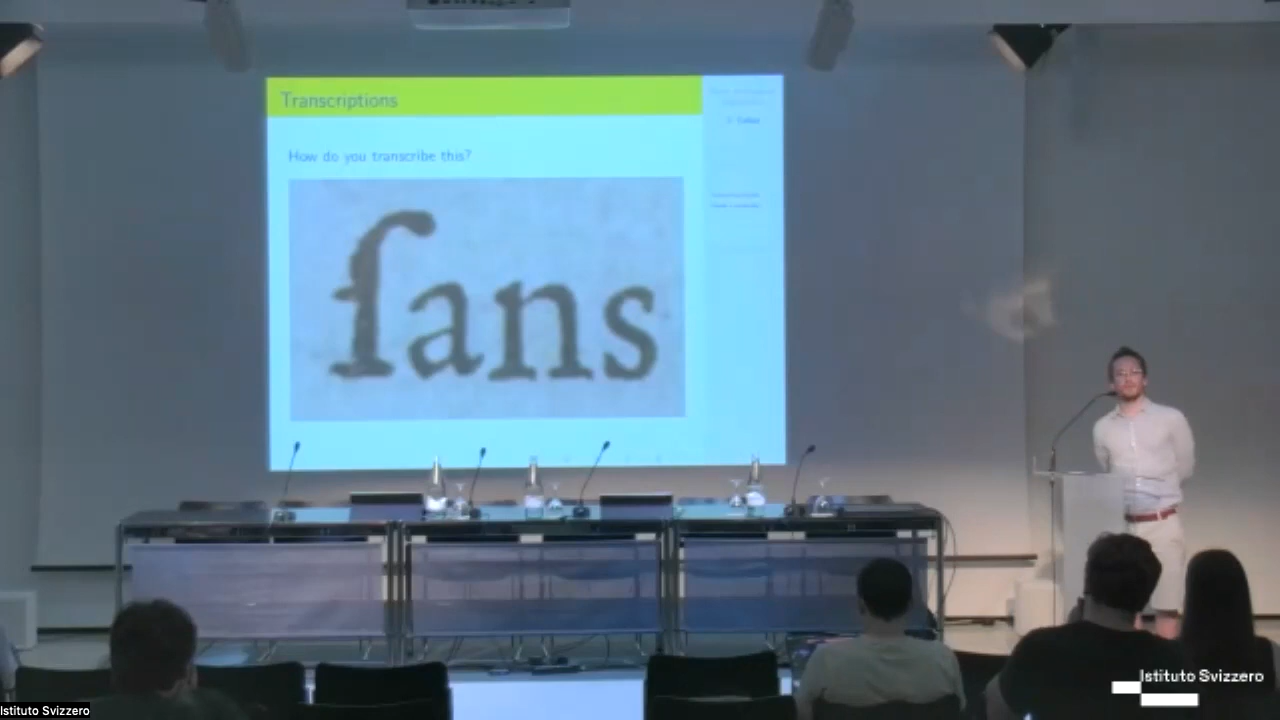 Transcriptions
How do you transcribe this?
ſans
Istituto Svizzero
Istituto Svizzero